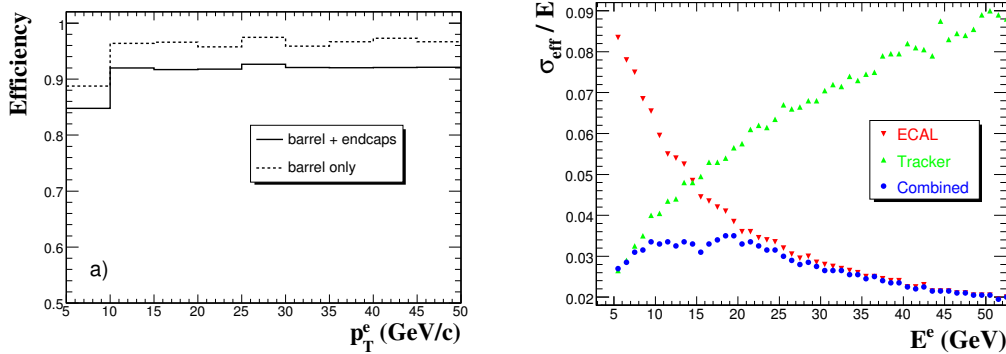 Efficiency
1
0.9
0.8
0.7
0.6
0.5
barrel + endcaps
barrel only
a)
5 10 15 20 25 30 35 40 45 50
p_T^e (GeV/c)
σ_eff / E
0.09
0.08
0.07
0.06
0.05
0.04
0.03
0.02
ECAL
Tracker
Combined
5 10 15 20 25 30 35 40 45 50
E^e (GeV)